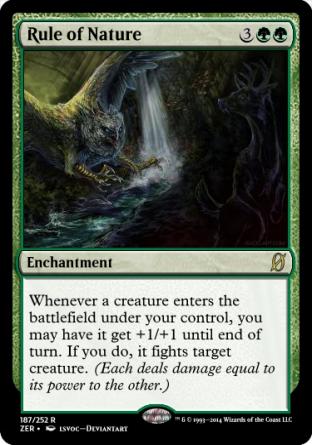 Rule of Nature 3
Enchantment
Whenever a creature enters the
battlefield under your control, you
may have it get +1/+1 until end of
turn. If you do, it fights target
creature. (Each deals damage equal to
its power to the other.)
187/252 R
ZER • LSVOC—DEVIANTART
™ & © 1993–2014 Wizards of the Coast LLC